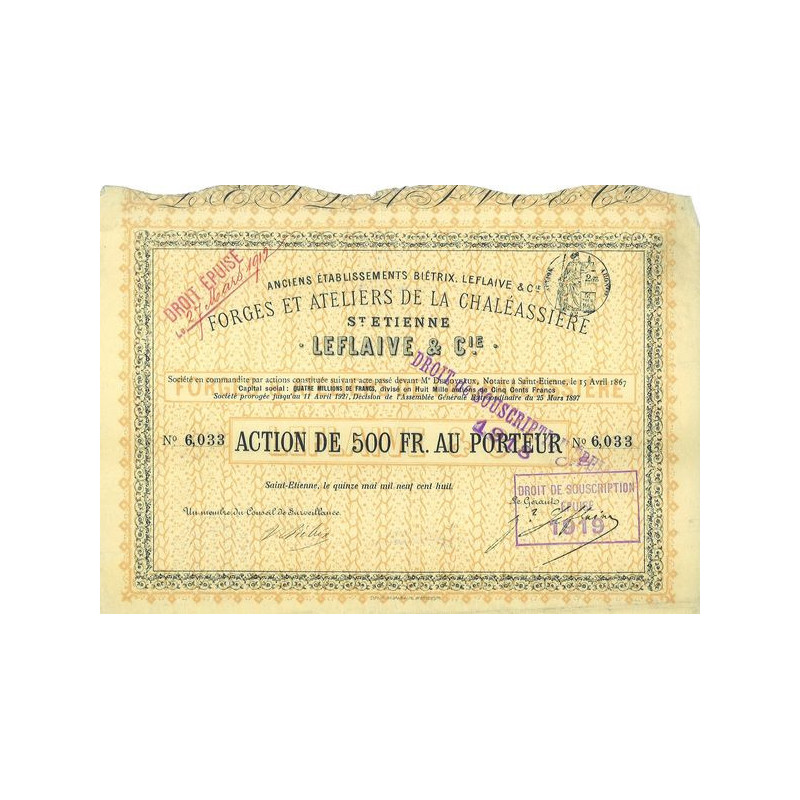 DROIT EPUISÉ
LE 27 Mars 1910
ANCIENS ÉTABLISSEMENTS BIÉTRIX, LEFLAIVE & CIE
FORGES ET ATELIERS DE LA CHALÉASSIÈRE
ST ETIENNE
LEFLAIVE & CIE
Société en commandite par actions constituée suivant acte passé devant Me Notaire à Saint-Etienne, le 15 Avril 1867
Capital social : QUATRE MILLIONS DE FRANCS, divisé en Huit Mille actions de Cinq Cents Francs
Société prorogée jusqu'au 11 Avril 1927, Décision de l'Assemblée Générale Extraordinaire du 25 Mars 1897
DROIT DE SOUSCRIPTION
No 6,033 ACTION DE 500 FR. AU PORTEUR No 6,033
Saint-Etienne, le quinze mai mil neuf cent huit.
Un membre du Conseil de Surveillance.
Le Gérant
DROIT DE SOUSCRIPTION
1919